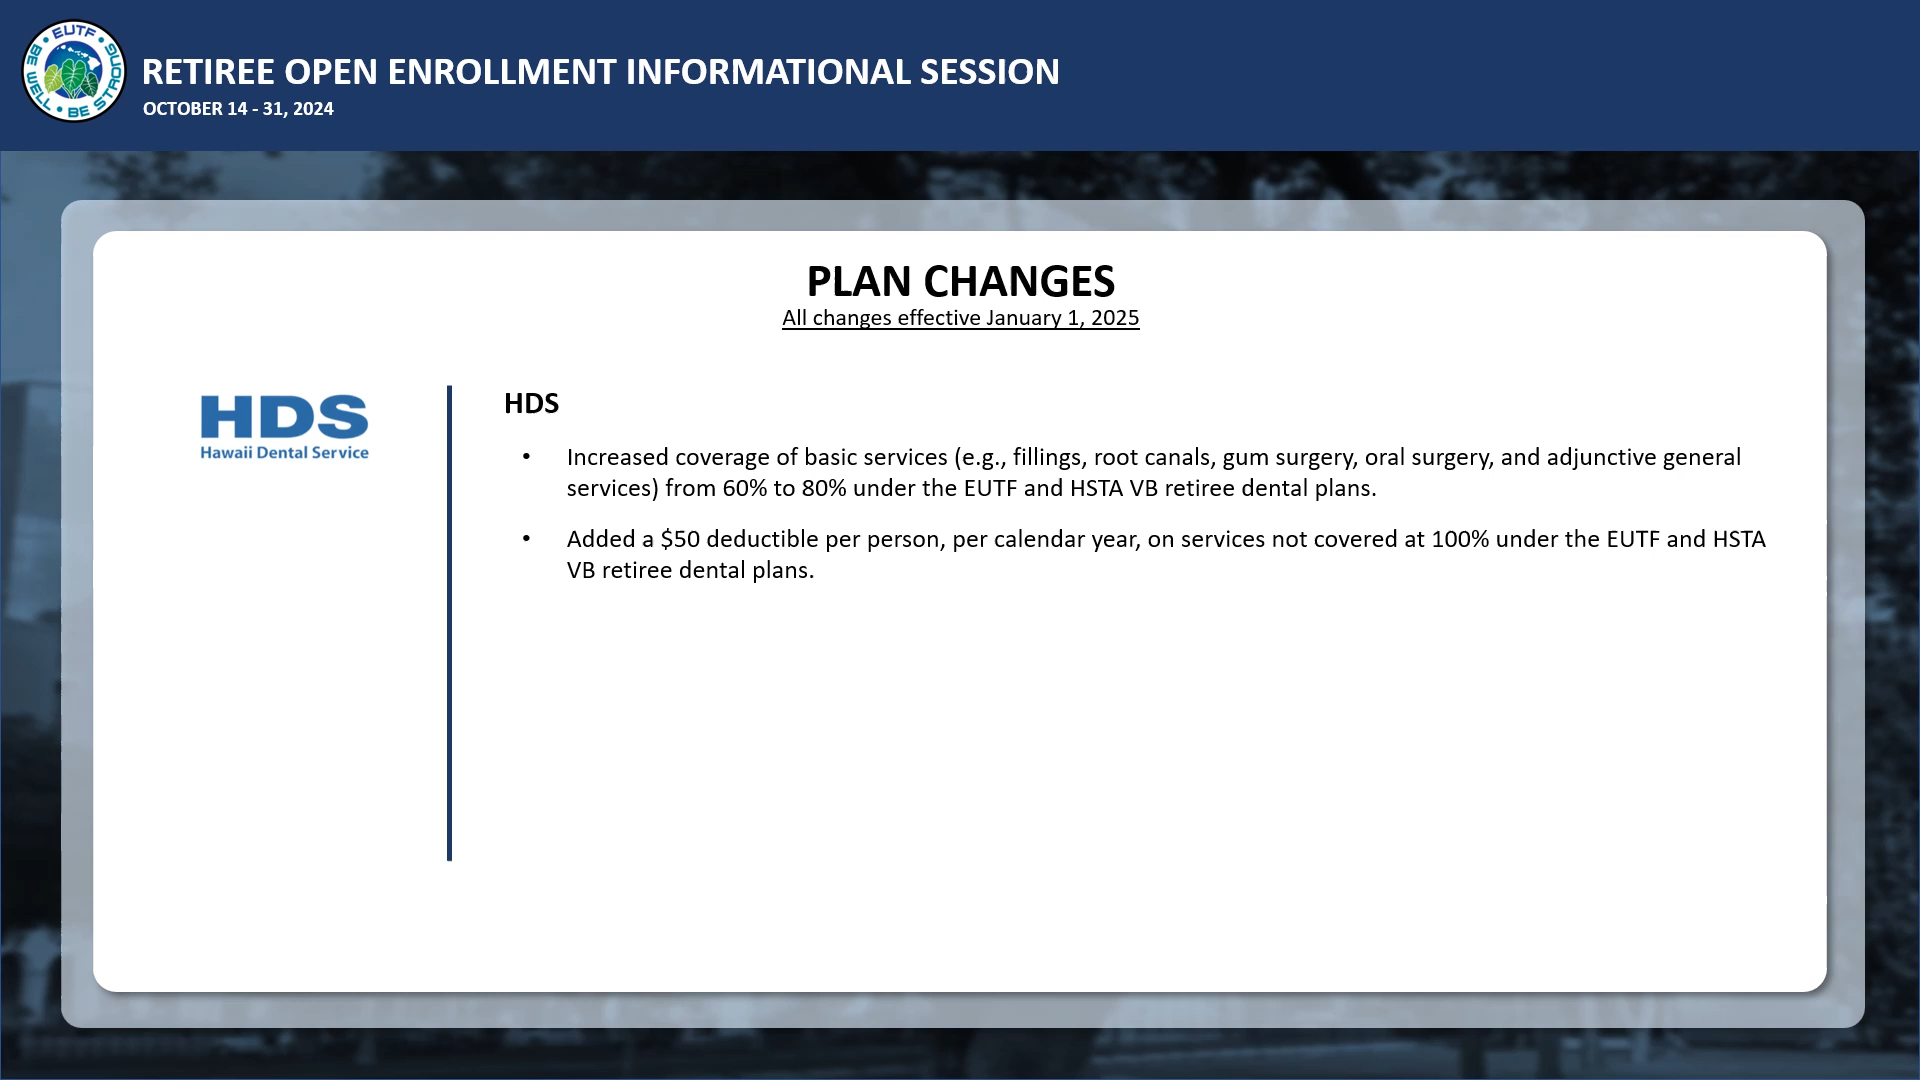 EUTF
BE WELL • BE STRONG
RETIREE OPEN ENROLLMENT INFORMATIONAL SESSION
OCTOBER 14 - 31, 2024
PLAN CHANGES
All changes effective January 1, 2025
HDS
Hawaii Dental Service
HDS
• Increased coverage of basic services (e.g., fillings, root canals, gum surgery, oral surgery, and adjunctive general
services) from 60% to 80% under the EUTF and HSTA VB retiree dental plans.
• Added a $50 deductible per person, per calendar year, on services not covered at 100% under the EUTF and HSTA
VB retiree dental plans.